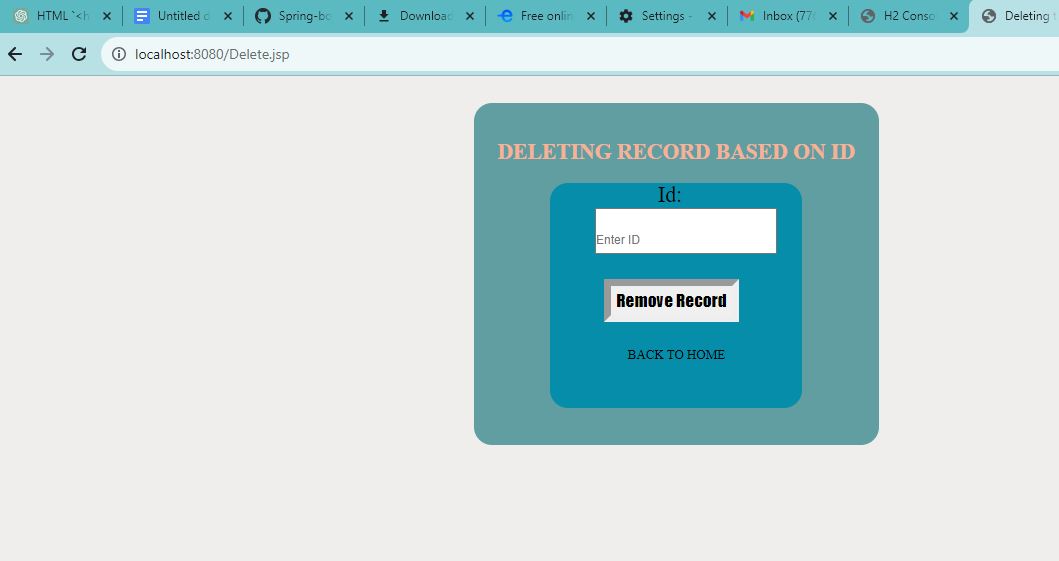 HTML `<h
Untitled d
Spring-bo
Download
Free onlin
Settings -
Inbox (77
H2 Conso
Deleting
localhost:8080/Delete.jsp
DELETING RECORD BASED ON ID
Id:
Enter ID
Remove Record
BACK TO HOME